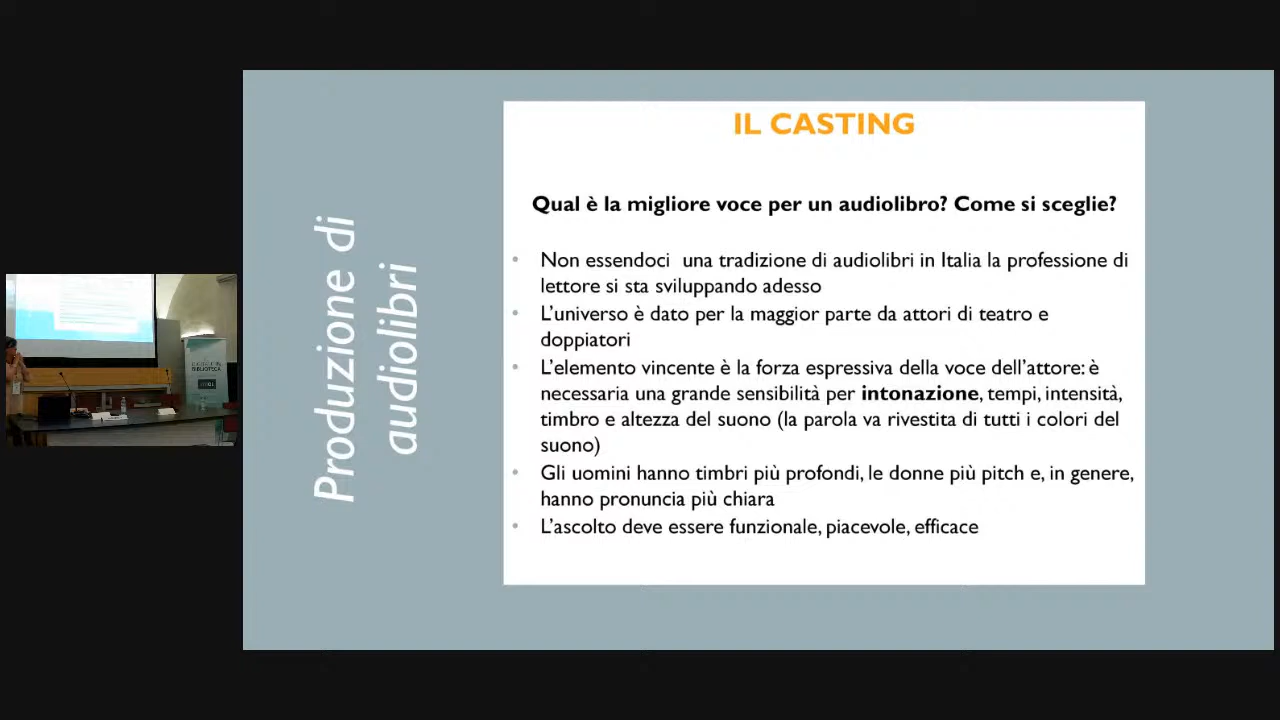 Produzione di
audiolibri
IL CASTING
Qual è la migliore voce per un audiolibro? Come si sceglie?
• Non essendoci una tradizione di audiolibri in Italia la professione di
lettore si sta sviluppando adesso
• L’universo è dato per la maggior parte da attori di teatro e
doppiatori
• L’elemento vincente è la forza espressiva della voce dell’attore: è
necessaria una grande sensibilità per intonazione, tempi, intensità,
timbro e altezza del suono (la parola va rivestita di tutti i colori del
suono)
• Gli uomini hanno timbri più profondi, le donne più pitch e, in genere,
hanno pronuncia più chiara
• L’ascolto deve essere funzionale, piacevole, efficace
BIBLIOTECA